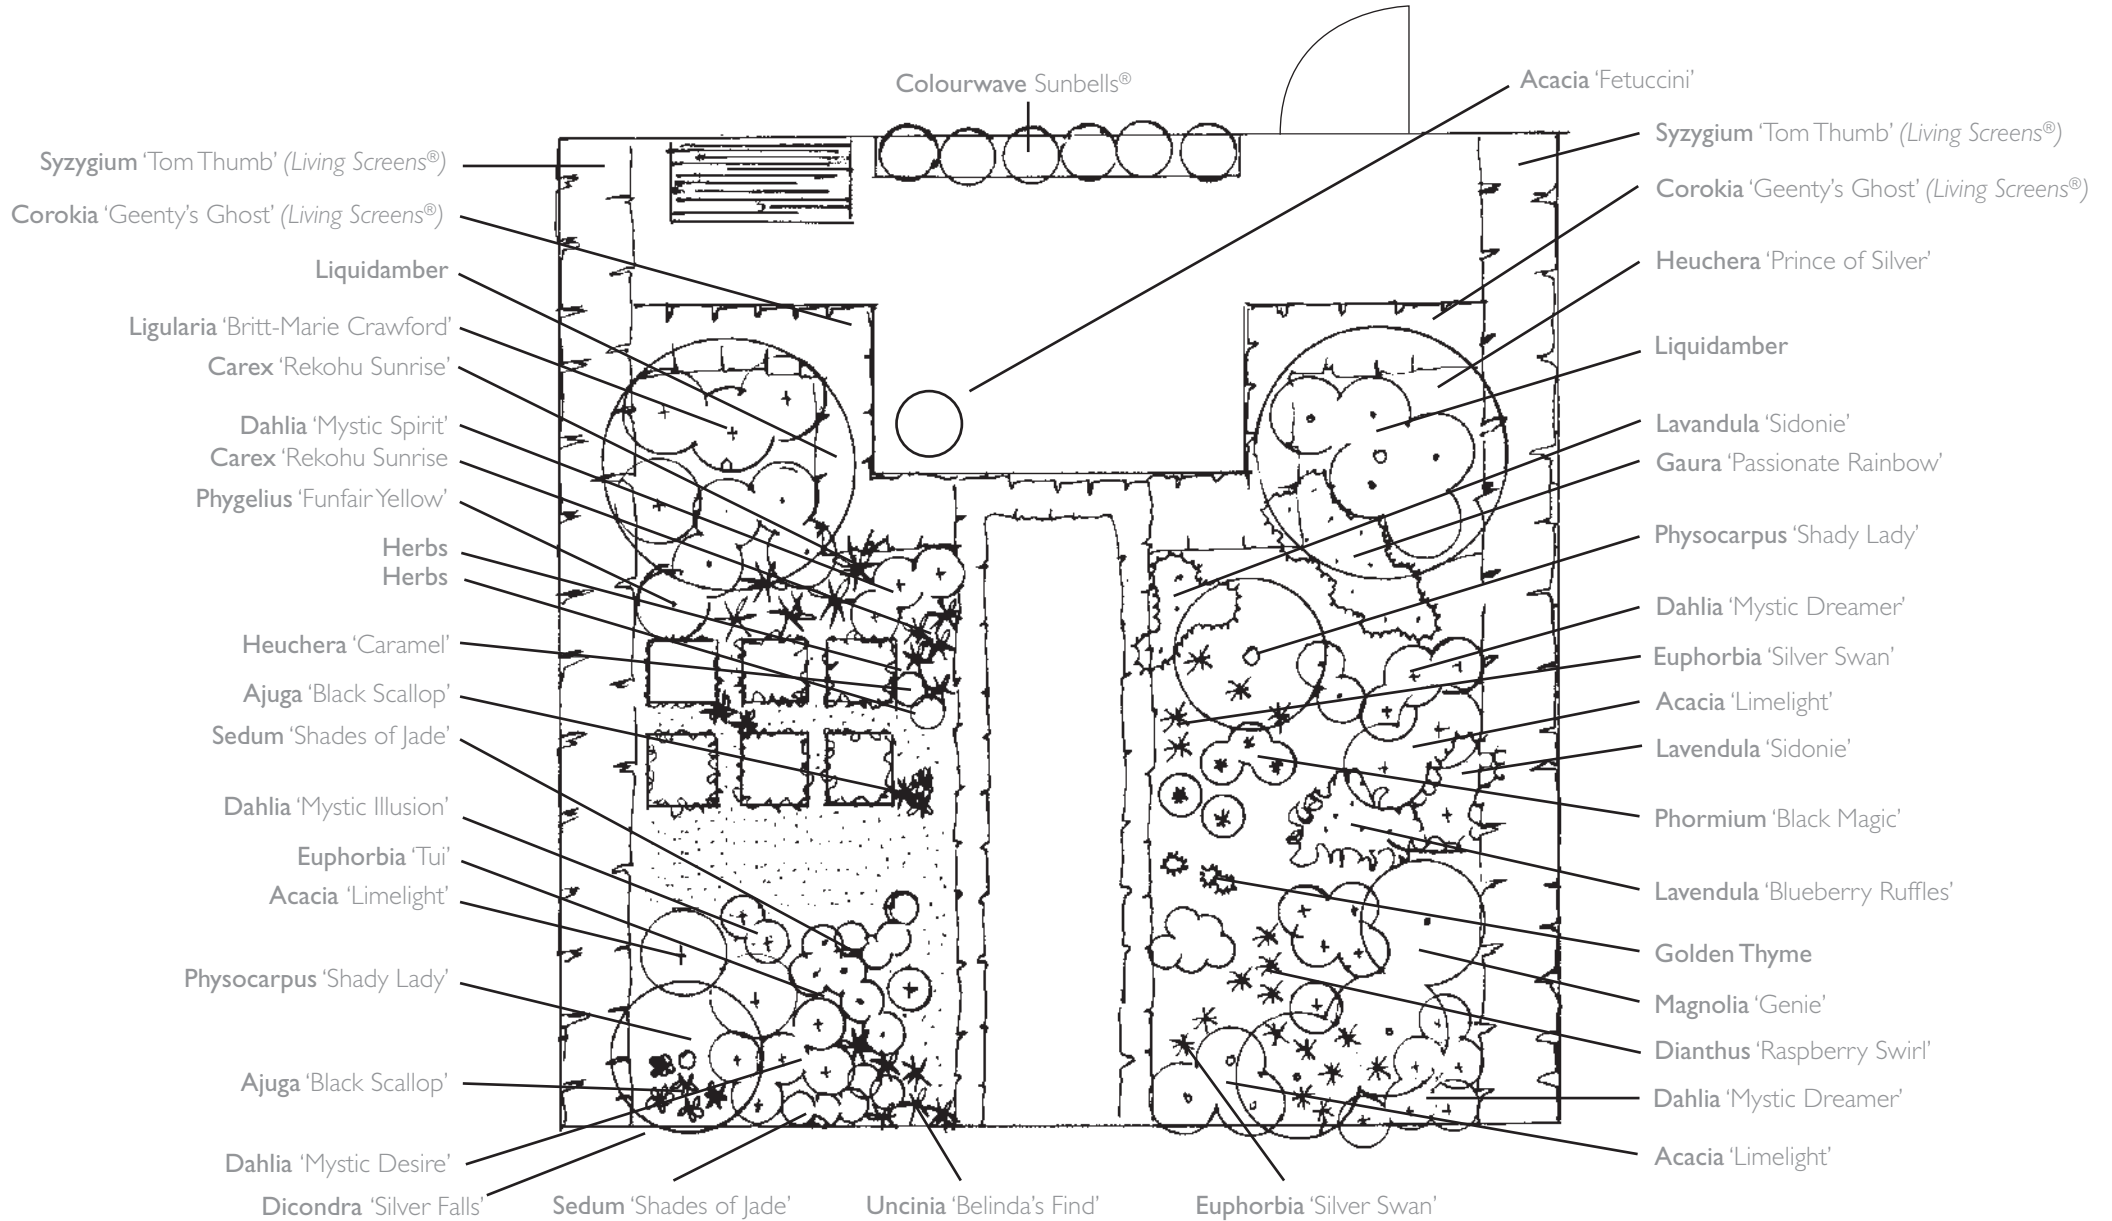 Colourwave Sunbells®
Acacia ‘Fetuccini’
Syzygium ‘Tom Thumb’ (Living Screens®)
Corokia ‘Geenty’s Ghost’ (Living Screens®)
Liquidamber
Ligularia ‘Britt-Marie Crawford’
Carex ‘Rekohu Sunrise’
Dahlia ‘Mystic Spirit’
Carex ‘Rekohu Sunrise
Phygelius ‘Funfair Yellow’
Herbs
Herbs
Heuchera ‘Caramel’
Ajuga ‘Black Scallop’
Sedum ‘Shades of Jade’
Dahlia ‘Mystic Illusion’
Euphorbia ‘Tui’
Acacia ‘Limelight’
Physocarpus ‘Shady Lady’
Ajuga ‘Black Scallop’
Dahlia ‘Mystic Desire’
Dicondra ‘Silver Falls’
Sedum ‘Shades of Jade’
Uncinia ‘Belinda’s Find’
Euphorbia ‘Silver Swan’
Syzygium ‘Tom Thumb’ (Living Screens®)
Corokia ‘Geenty’s Ghost’ (Living Screens®)
Heuchera ‘Prince of Silver’
Liquidamber
Lavandula ‘Sidonie’
Gaura ‘Passionate Rainbow’
Physocarpus ‘Shady Lady’
Dahlia ‘Mystic Dreamer’
Euphorbia ‘Silver Swan’
Acacia ‘Limelight’
Lavendula ‘Sidonie’
Phormium ‘Black Magic’
Lavendula ‘Blueberry Ruffles’
Golden Thyme
Magnolia ‘Genie’
Dianthus ‘Raspberry Swirl’
Dahlia ‘Mystic Dreamer’
Acacia ‘Limelight’